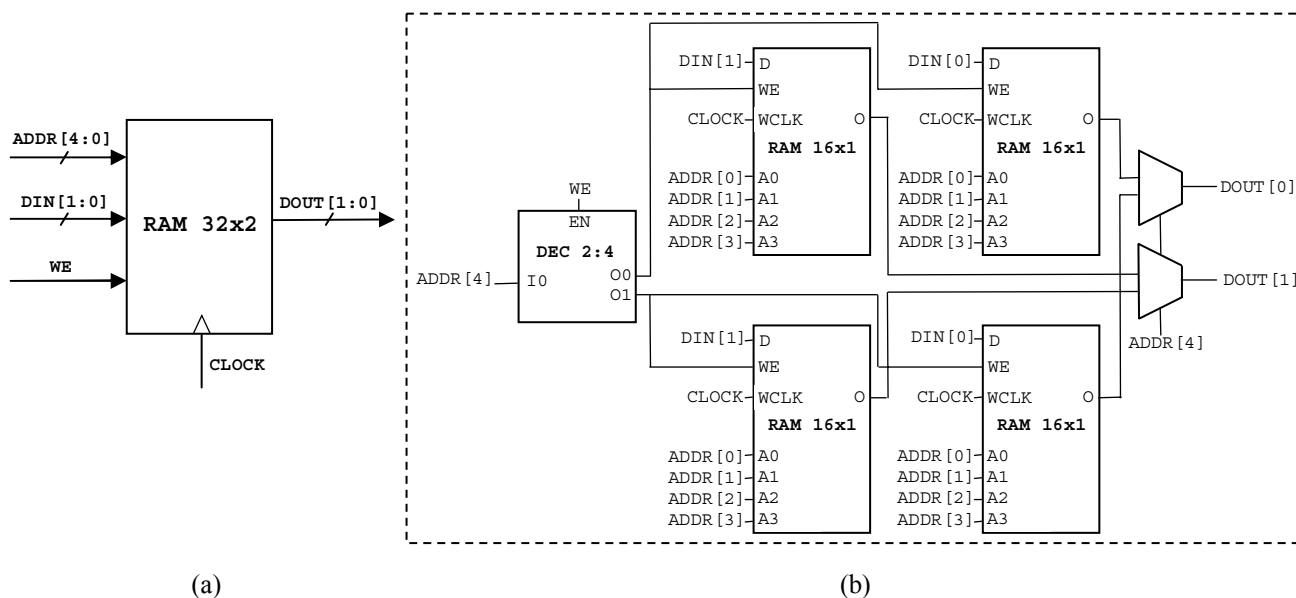 ADDR[4:0]
DIN[1:0]
WE
RAM 32x2
DOUT[1:0]
CLOCK
(a)
DIN[1]
D
WE
CLOCK
WCLK
O
RAM 16x1
ADDR[0]
A0
ADDR[1]
A1
ADDR[2]
A2
ADDR[3]
A3
DIN[0]
D
WE
CLOCK
WCLK
O
RAM 16x1
ADDR[0]
A0
ADDR[1]
A1
ADDR[2]
A2
ADDR[3]
A3
DOUT[0]
WE
EN
DEC 2:4
ADDR[4]
I0
O0
O1
DOUT[1]
ADDR[4]
DIN[1]
D
WE
CLOCK
WCLK
O
RAM 16x1
ADDR[0]
A0
ADDR[1]
A1
ADDR[2]
A2
ADDR[3]
A3
DIN[0]
D
WE
CLOCK
WCLK
O
RAM 16x1
ADDR[0]
A0
ADDR[1]
A1
ADDR[2]
A2
ADDR[3]
A3
(b)